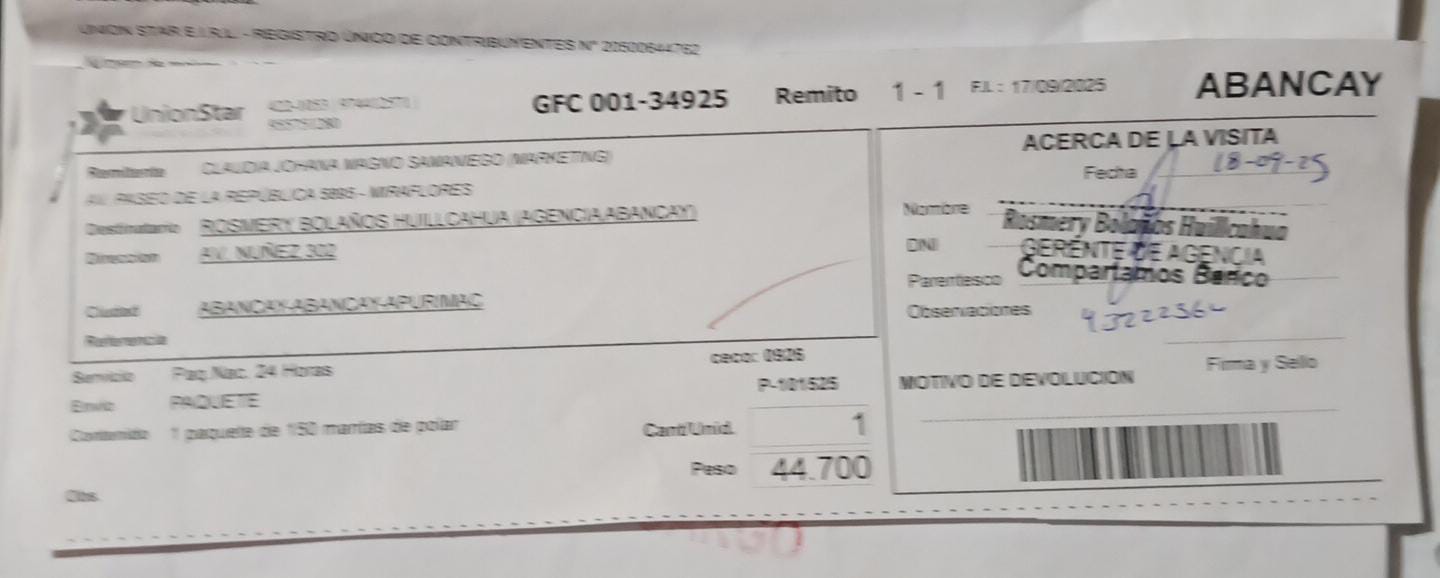 UNION STAR E.I.R.L. - REGISTRO ÚNICO DE CONTRIBUYENTES N° 20500644762
UnionStar
GFC 001-34925 Remito 1 - 1 F.I.: 17/09/2025 ABANCAY
Remitente CLAUDIA JOHANA MAGNO SAMANIEGO (MARKETING)
AV. PASEO DE LA REPÚBLICA 5895 - MIRAFLORES
Destinatario ROSMERY BOLAÑOS HUILLCAHUA (AGENCIA ABANCAY)
Direccion AV. NUÑEZ 302
Ciudad ABANCAY-ABANCAY-APURIMAC
Referencia
Servicio Paq.Nac. 24 Horas
Envio PAQUETE
Contenido 1 paquete de 150 mantas de polar
Obs.
ceco: 0926
P-101525
Cant/Unid. 1
Peso 44.700
ACERCA DE LA VISITA
Fecha 18-09-25
Nombre Rosmery Bolaños Huillcahua
DNI GERENTE DE AGENCIA
Parentesco Compartamos Banco
Observaciones
Firma y Sello
MOTIVO DE DEVOLUCION